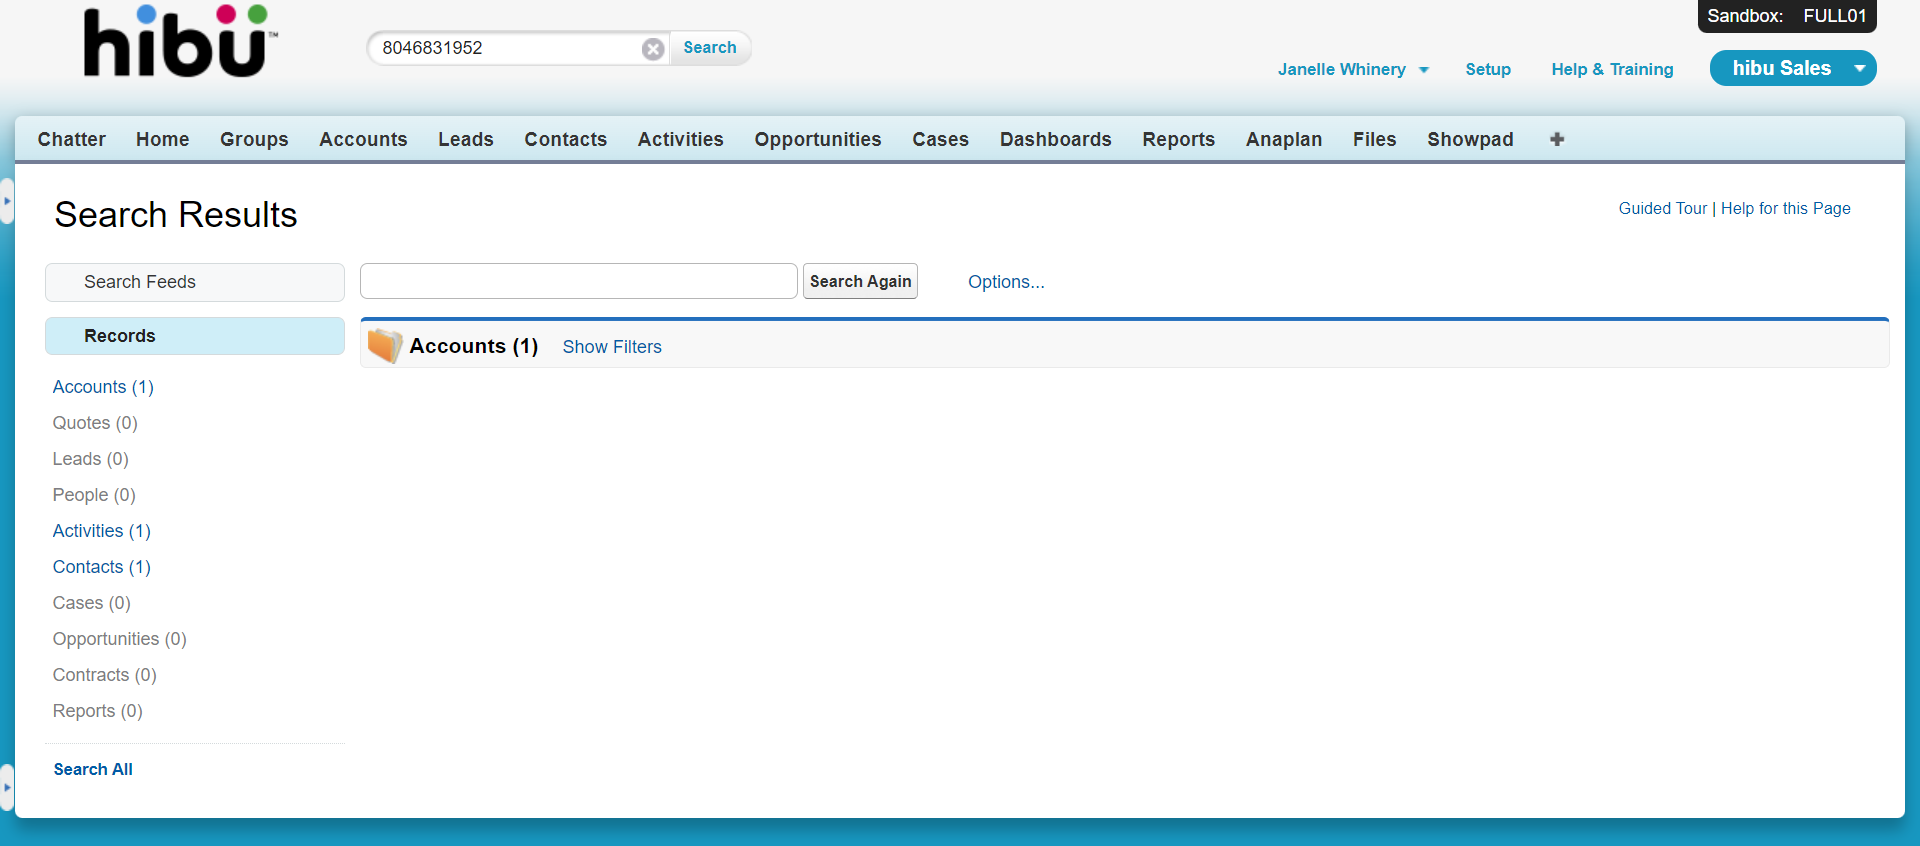 hibü™
8046831952
Search
Sandbox: FULL01
Janelle Whinery
Setup
Help & Training
hibu Sales
Chatter Home Groups Accounts Leads Contacts Activities Opportunities Cases Dashboards Reports Anaplan Files Showpad
Search Results
Guided Tour | Help for this Page
Search Feeds
Search Again
Options...
Records
Accounts (1)
Show Filters
Accounts (1)
Quotes (0)
Leads (0)
People (0)
Activities (1)
Contacts (1)
Cases (0)
Opportunities (0)
Contracts (0)
Reports (0)
Search All